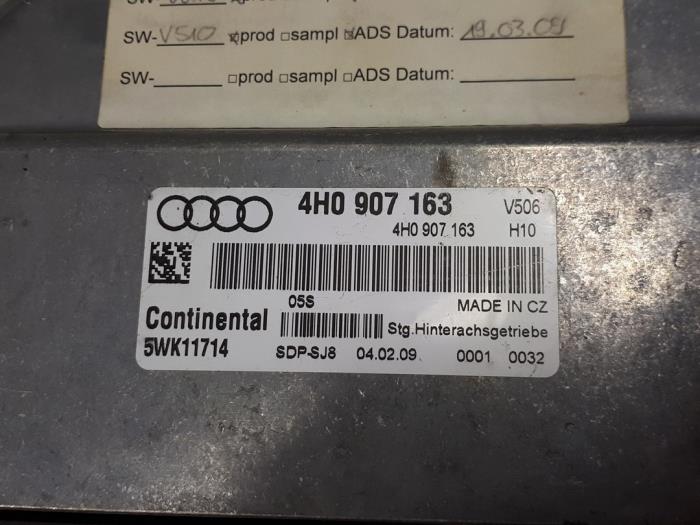 SW-V510 prod sampl ADS Datum: 19.03.09
SW- prod sampl ADS Datum:
4H0 907 163 V506
4H0 907 163 H10
05S MADE IN CZ
Continental Stg.Hinterachsgetriebe
5WK11714 SDP-SJ8 04.02.09 0001 0032